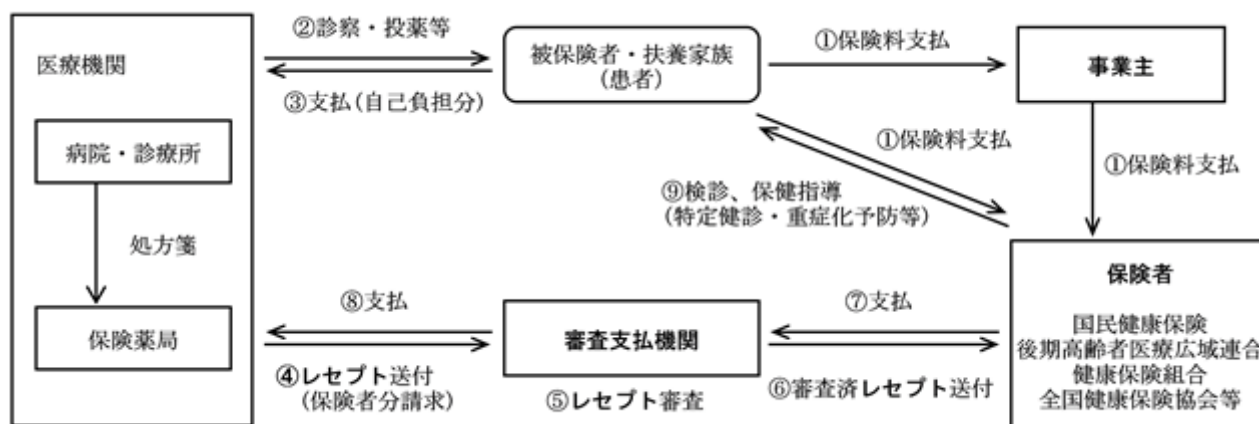 ②診察・投薬等
①保険料支払
医療機関
被保険者・扶養家族
(患者)
事業主
③支払(自己負担分)
病院・診療所
①保険料支払
①保険料支払
⑨検診、保健指導
(特定健診・重症化予防等)
処方箋
保険者
⑧支払
⑦支払
国民健康保険
後期高齢者医療広域連合
健康保険組合
全国健康保険協会等
保険薬局
審査支払機関
④レセプト送付
(保険者分請求)
⑤レセプト審査
⑥審査済レセプト送付